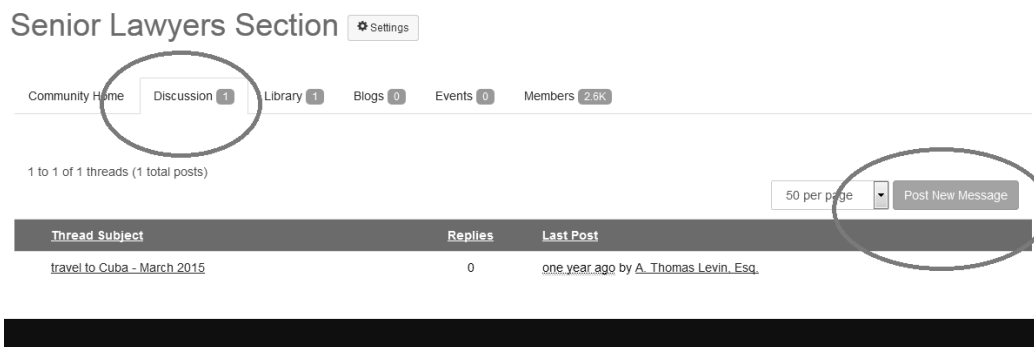 Senior Lawyers Section Settings
Community Home Discussion 1 Library 1 Blogs 0 Events 0 Members 2.6K
1 to 1 of 1 threads (1 total posts)
50 per page Post New Message
Thread Subject Replies Last Post
travel to Cuba - March 2015 0 one year ago by A. Thomas Levin, Esq.